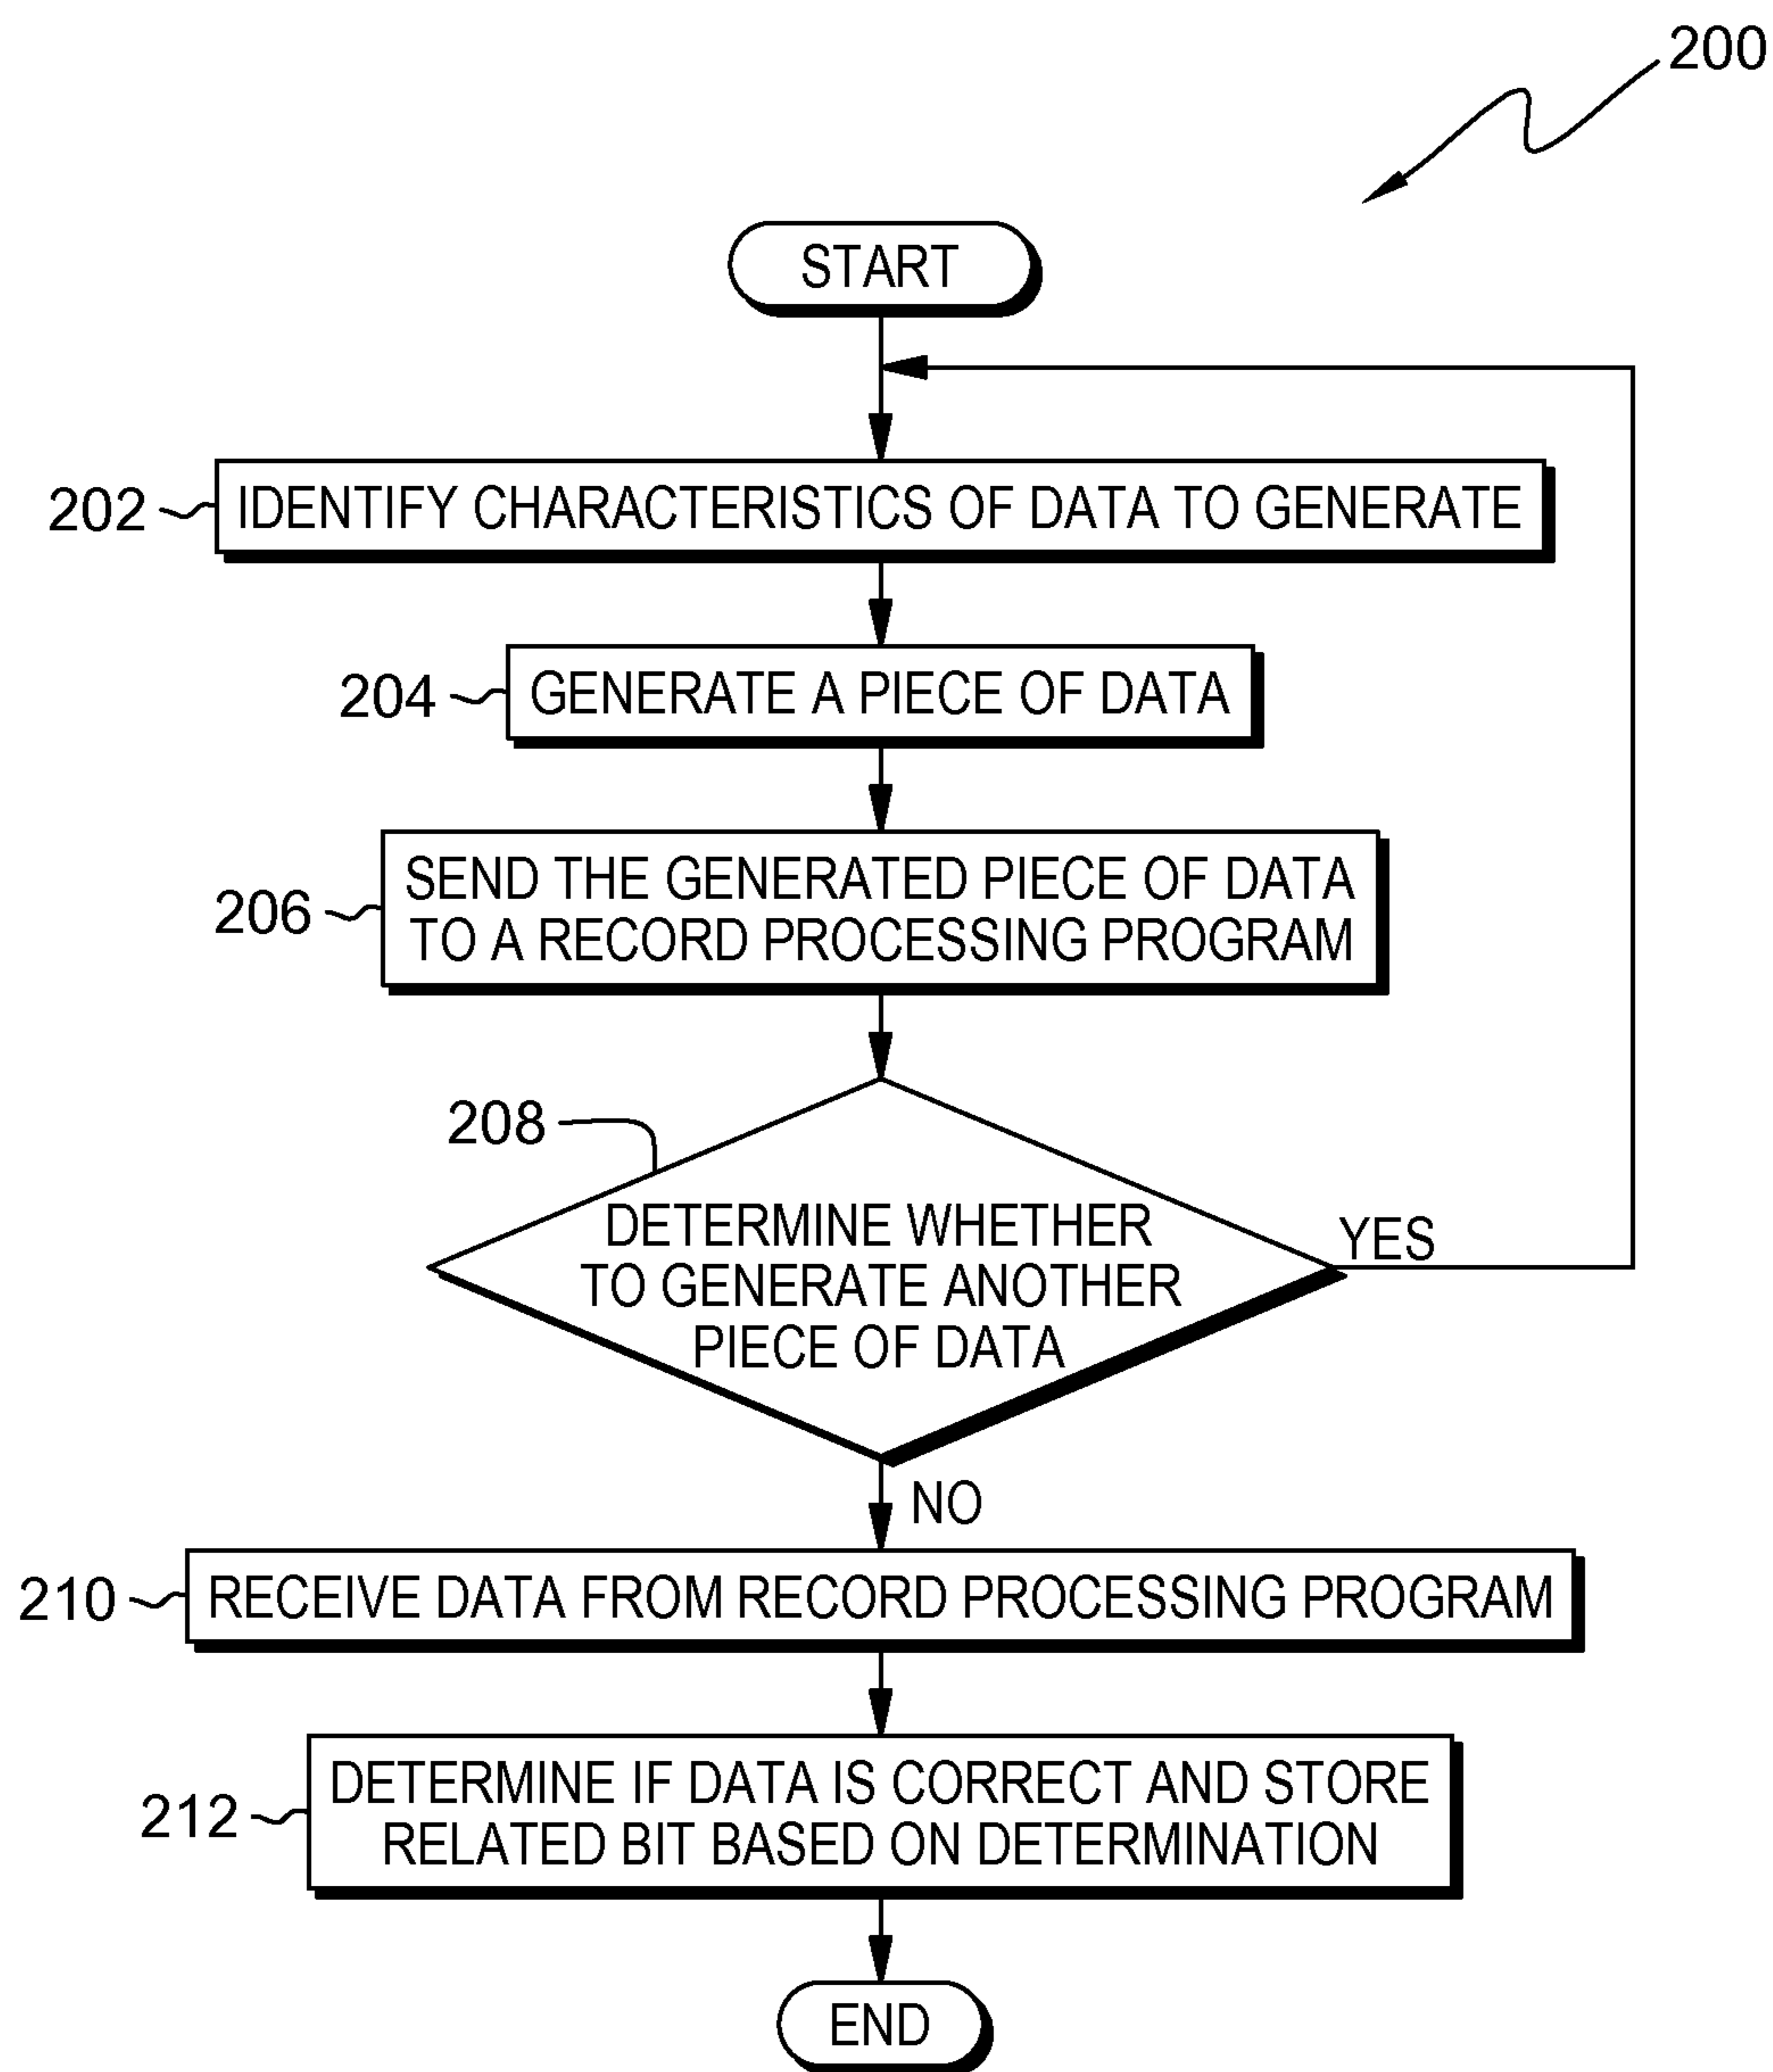 200
START
202
IDENTIFY CHARACTERISTICS OF DATA TO GENERATE
204
GENERATE A PIECE OF DATA
206
SEND THE GENERATED PIECE OF DATA
TO A RECORD PROCESSING PROGRAM
208
DETERMINE WHETHER
TO GENERATE ANOTHER
PIECE OF DATA
YES
NO
210
RECEIVE DATA FROM RECORD PROCESSING PROGRAM
212
DETERMINE IF DATA IS CORRECT AND STORE
RELATED BIT BASED ON DETERMINATION
END